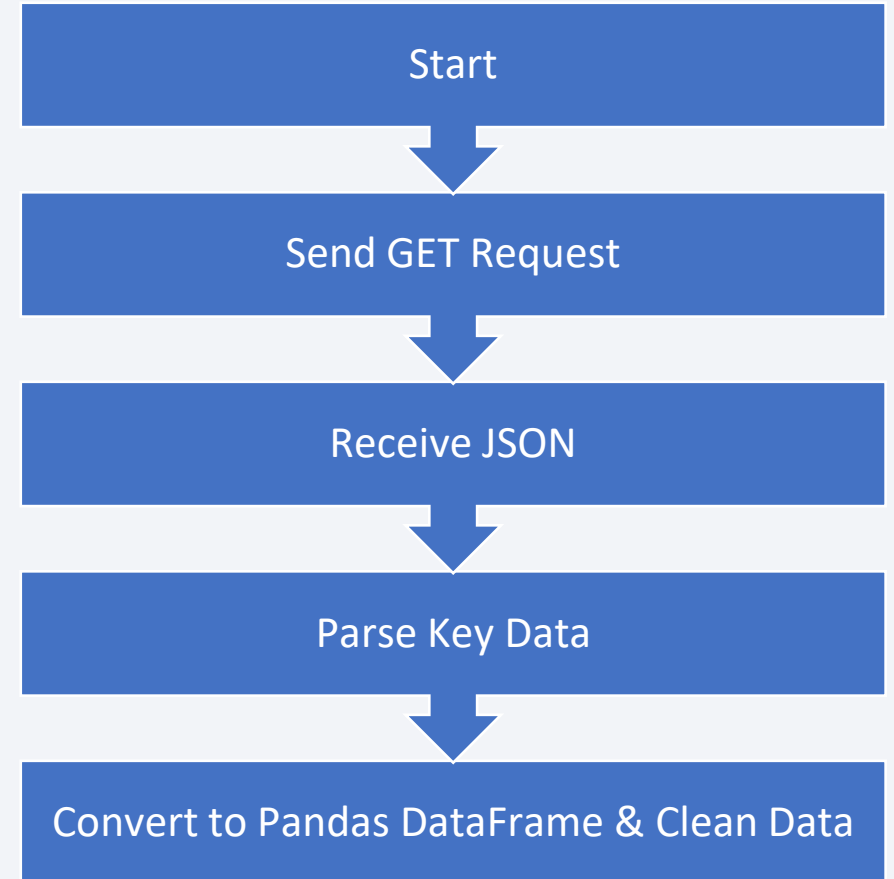 Start
Send GET Request
Receive JSON
Parse Key Data
Convert to Pandas DataFrame & Clean Data